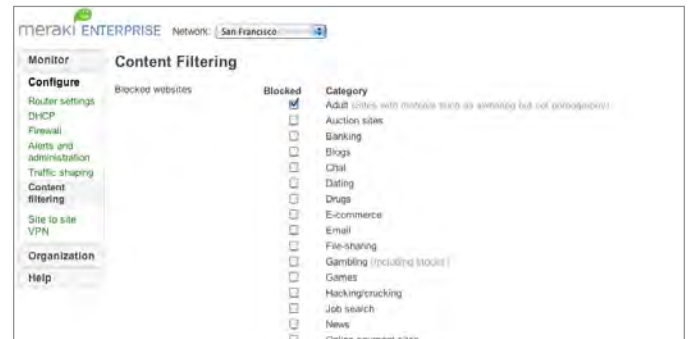 meraki ENTERPRISE Network: San Francisco
Monitor
Configure
Router settings
DHCP
Firewall
Alerts and
administration
Traffic shaping
Content
filtering
Site to site
VPN
Organization
Help
Content Filtering
Blocked websites
Blocked Category
Adult (sites with material such as swearing but not pornography)
Auction sites
Banking
Blogs
Chat
Dating
Drugs
E-commerce
Email
File-sharing
Gambling (including stocks)
Games
Hacking/cracking
Job search
News